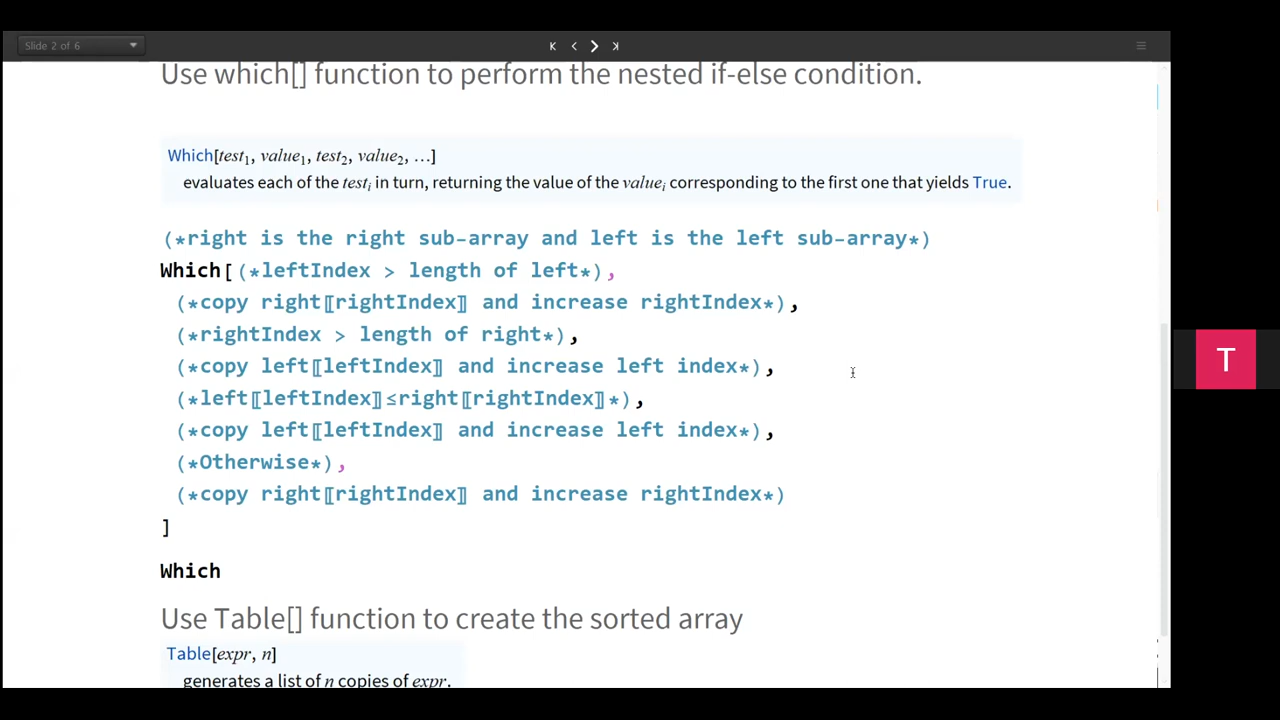 Slide 2 of 6
Use which[] function to perform the nested if-else condition.
Which[test1, value1, test2, value2, …]
evaluates each of the testi in turn, returning the value of the valuei corresponding to the first one that yields True.
(*right is the right sub-array and left is the left sub-array*)
Which[(*leftIndex > length of left*),
(*copy right⟦rightIndex⟧ and increase rightIndex*),
(*rightIndex > length of right*),
(*copy left⟦leftIndex⟧ and increase left index*),
(*left⟦leftIndex⟧≤right⟦rightIndex⟧*),
(*copy left⟦leftIndex⟧ and increase left index*),
(*Otherwise*),
(*copy right⟦rightIndex⟧ and increase rightIndex*)
]
Which
T
Use Table[] function to create the sorted array
Table[expr, n]
generates a list of n copies of expr.